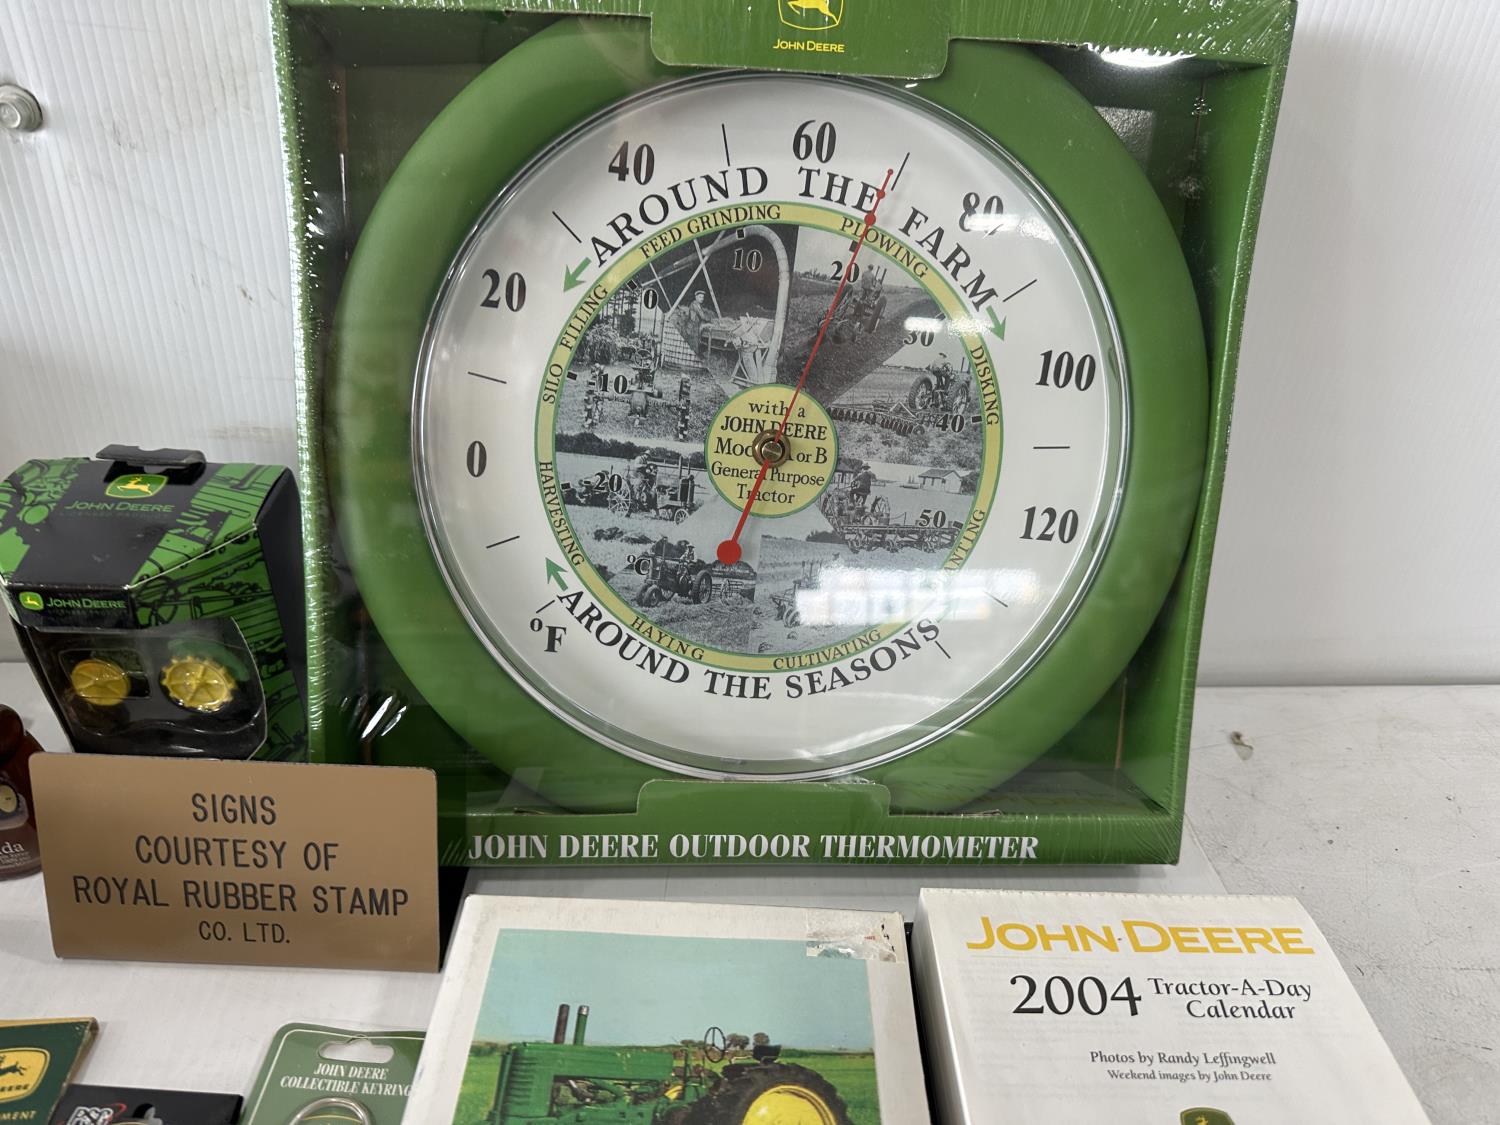 JOHN DEERE
60
40
80
20
100
0
120
°F
AROUND THE FARM
FEED GRINDING
PLOWING
SILO FILLING
DISKING
HARVESTING
HAYING
CULTIVATING
AROUND THE SEASONS
10
20
0
30
-10
40
-20
50
°C
with a
JOHN DEERE
or B
General Purpose
Tractor
JOHN DEERE OUTDOOR THERMOMETER
JOHN DEERE
JOHN DEERE
SIGNS
COURTESY OF
ROYAL RUBBER STAMP
CO. LTD.
JOHN DEERE
COLLECTIBLE KEYRING
JOHN DEERE
2004 Tractor-A-Day
Calendar
Photos by Randy Leffingwell
Weekend images by John Deere